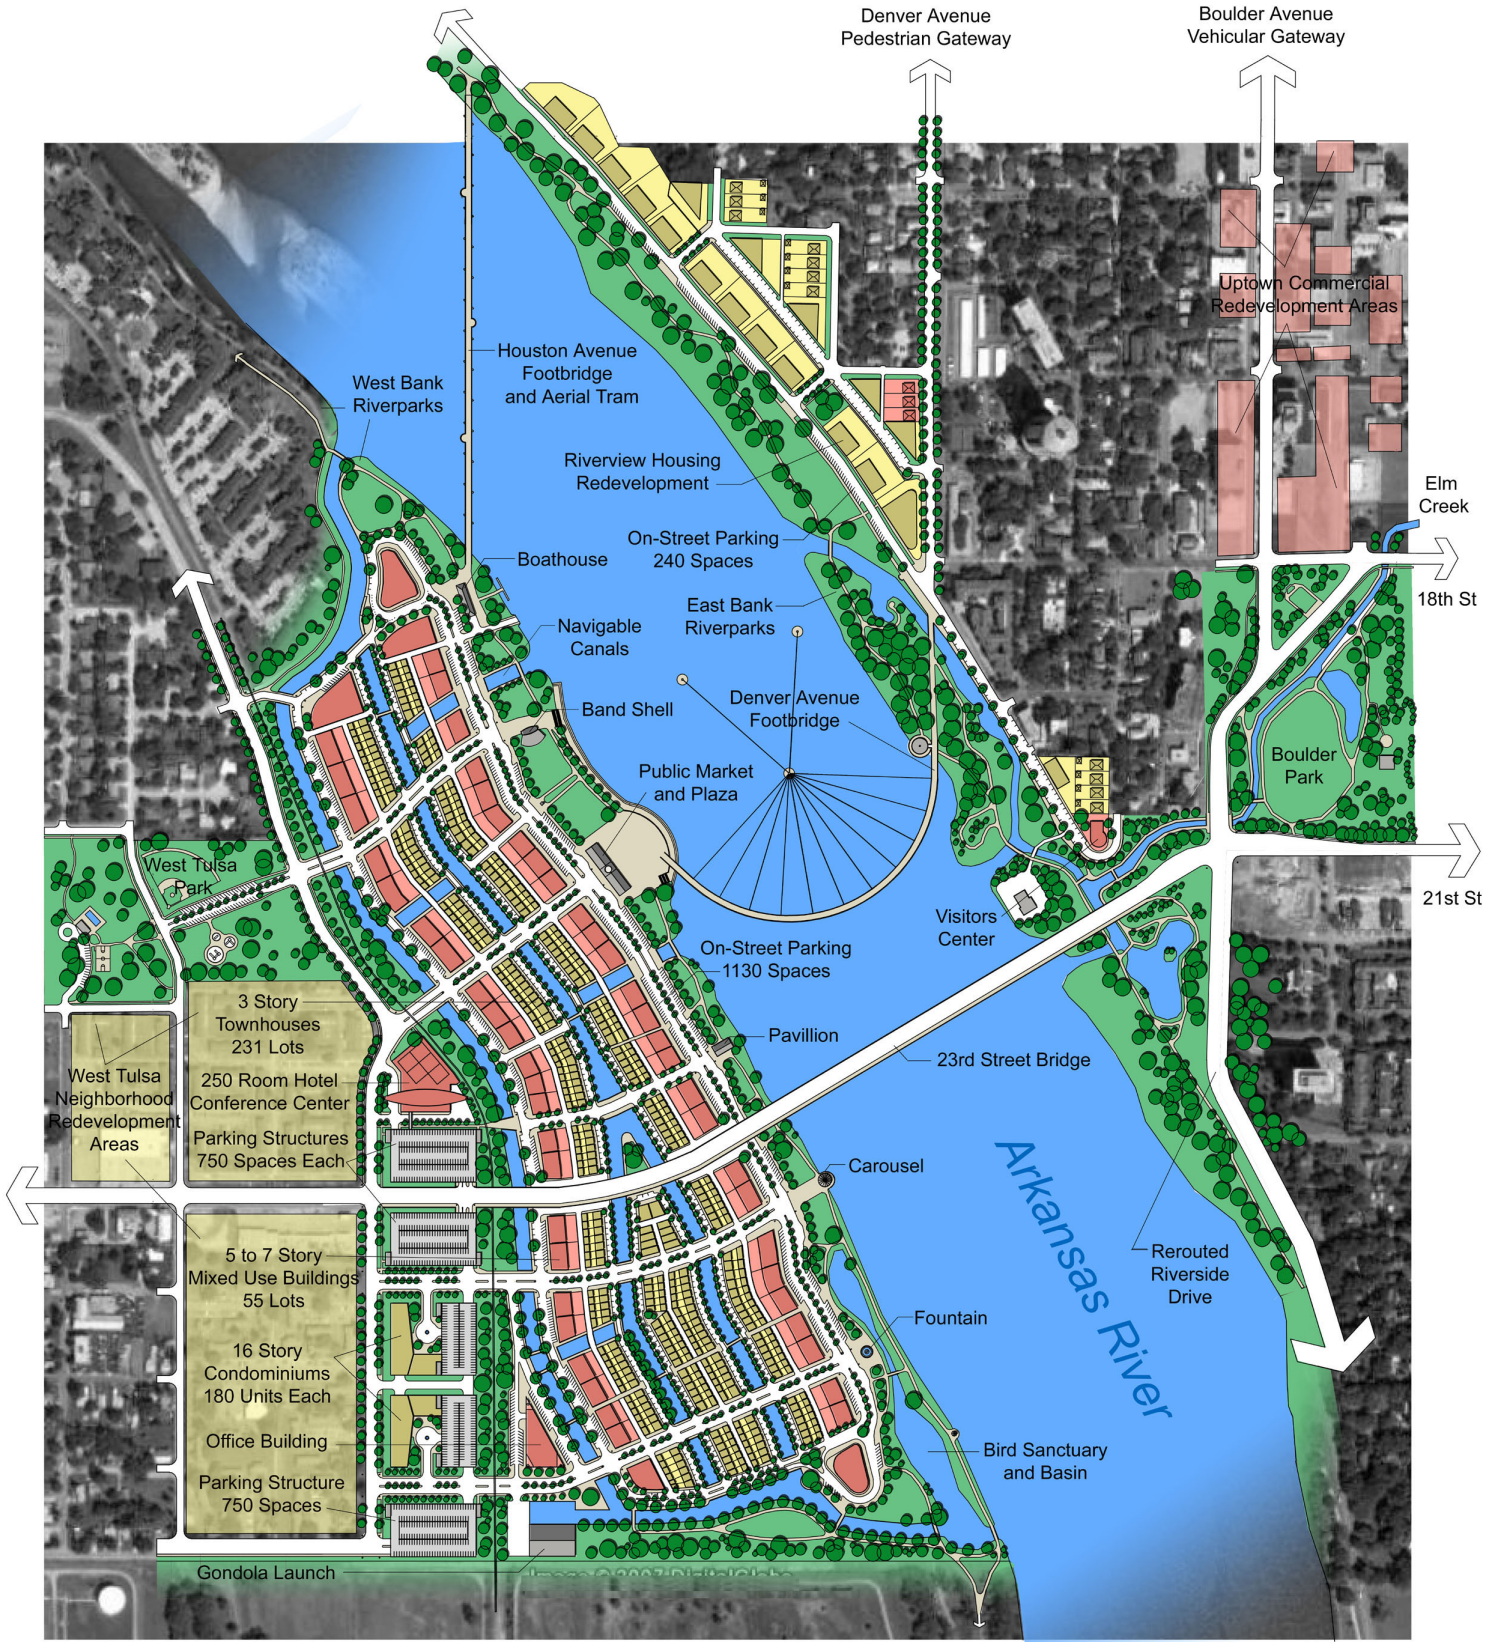 Denver Avenue
Pedestrian Gateway
Boulder Avenue
Vehicular Gateway
Uptown Commercial
Redevelopment Areas
Houston Avenue
Footbridge
and Aerial Tram
West Bank
Riverparks
Riverview Housing
Redevelopment
Elm
Creek
On-Street Parking
240 Spaces
Boathouse
18th St
East Bank
Riverparks
Navigable
Canals
Denver Avenue
Footbridge
Band Shell
Boulder
Park
Public Market
and Plaza
West Tulsa
Park
21st St
Visitors
Center
On-Street Parking
1130 Spaces
3 Story
Townhouses
231 Lots
Pavillion
23rd Street Bridge
West Tulsa
Neighborhood
Redevelopment
Areas
250 Room Hotel
Conference Center
Parking Structures
750 Spaces Each
Carousel
Arkansas River
5 to 7 Story
Mixed Use Buildings
55 Lots
Rerouted
Riverside
Drive
Fountain
16 Story
Condominiums
180 Units Each
Office Building
Bird Sanctuary
and Basin
Parking Structure
750 Spaces
Gondola Launch
Image © 2007 DigitalGlobe